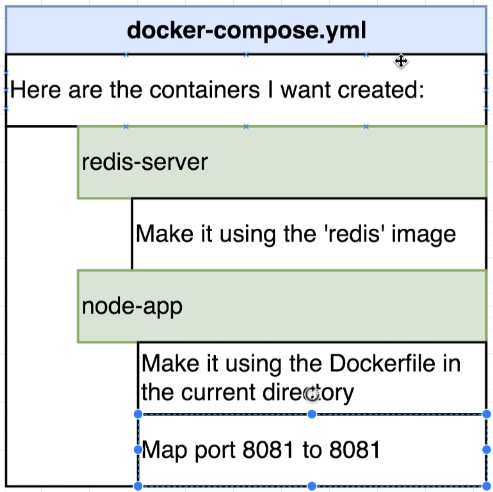 docker-compose.yml
Here are the containers I want created:
redis-server
Make it using the 'redis' image
node-app
Make it using the Dockerfile in
the current directory
Map port 8081 to 8081